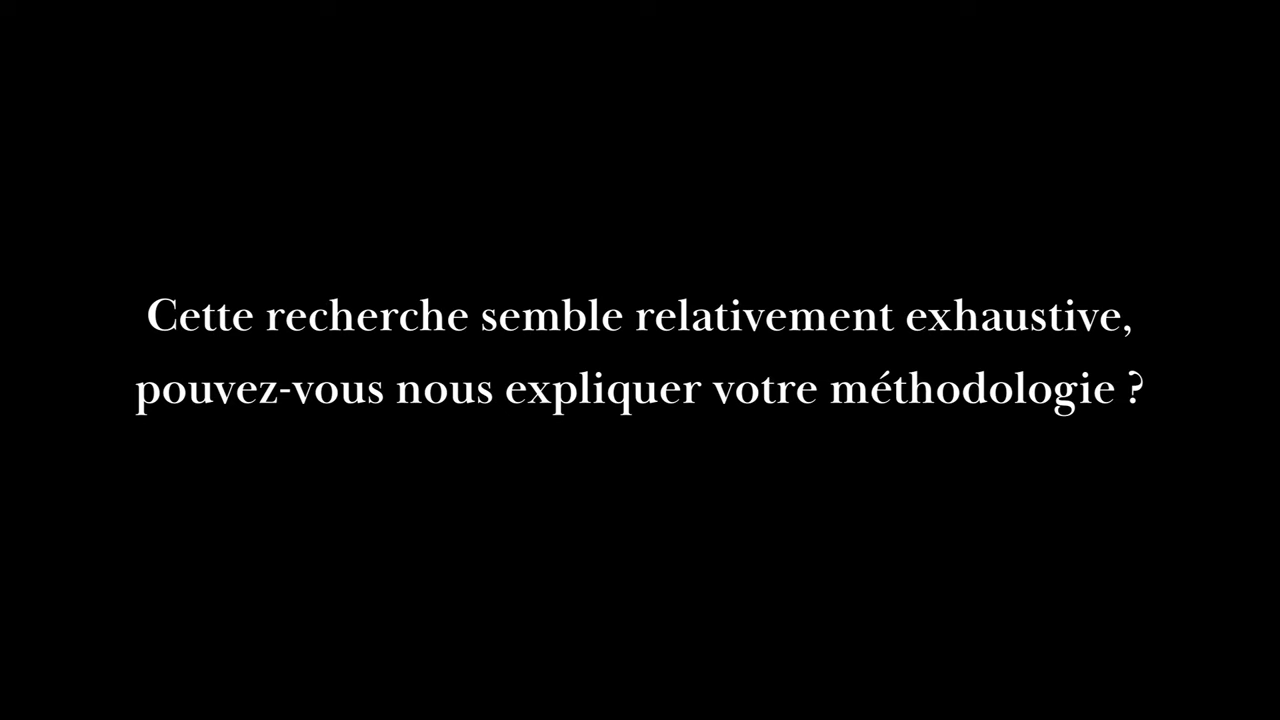 Cette recherche semble relativement exhaustive,
pouvez-vous nous expliquer votre méthodologie ?